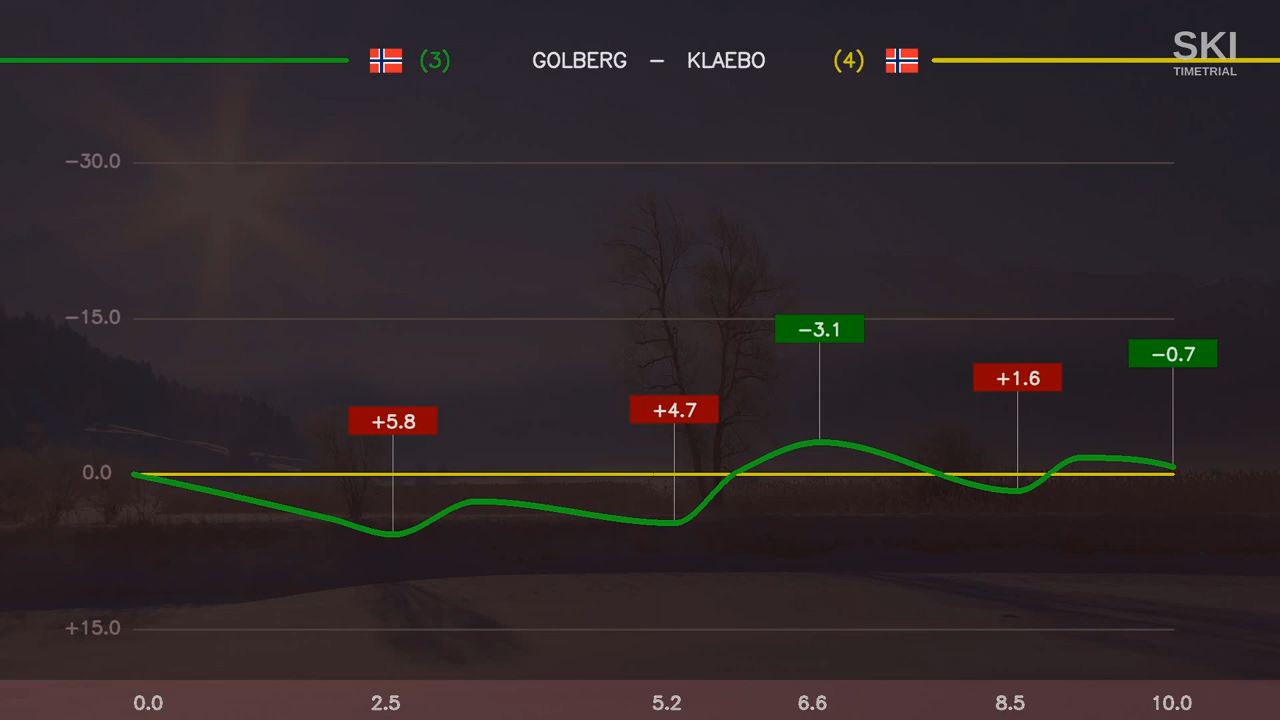 (3) GOLBERG – KLAEBO (4)
SKI
TIMETRIAL
−30.0
−15.0
−3.1
−0.7
+1.6
+4.7
+5.8
0.0
+15.0
0.0 2.5 5.2 6.6 8.5 10.0